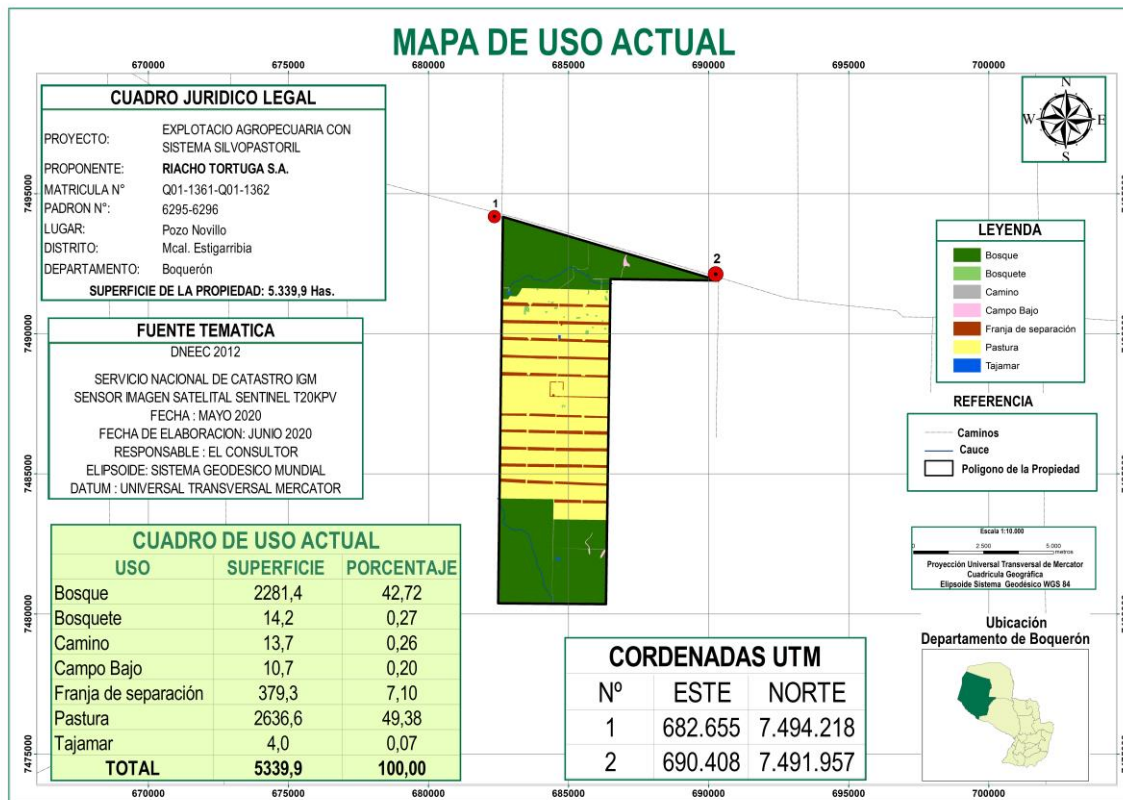 MAPA DE USO ACTUAL
670000 675000 680000 685000 690000 695000 700000
CUADRO JURIDICO LEGAL
PROYECTO: EXPLOTACIO AGROPECUARIA CON
SISTEMA SILVOPASTORIL
PROPONENTE: RIACHO TORTUGA S.A.
MATRICULA N° Q01-1361-Q01-1362
PADRON N°: 6295-6296
LUGAR: Pozo Novillo
DISTRITO: Mcal. Estigarribia
DEPARTAMENTO: Boquerón
SUPERFICIE DE LA PROPIEDAD: 5.339,9 Has.
FUENTE TEMATICA
DNEEC 2012
SERVICIO NACIONAL DE CATASTRO IGM
SENSOR IMAGEN SATELITAL SENTINEL T20KPV
FECHA : MAYO 2020
FECHA DE ELABORACION: JUNIO 2020
RESPONSABLE : EL CONSULTOR
ELIPSOIDE: SISTEMA GEODESICO MUNDIAL
DATUM : UNIVERSAL TRANSVERSAL MERCATOR
CUADRO DE USO ACTUAL
USO SUPERFICIE PORCENTAJE
Bosque 2281,4 42,72
Bosquete 14,2 0,27
Camino 13,7 0,26
Campo Bajo 10,7 0,20
Franja de separación 379,3 7,10
Pastura 2636,6 49,38
Tajamar 4,0 0,07
TOTAL 5339,9 100,00
7495000
7490000
7485000
7480000
7475000
1
2
N
W E
S
LEYENDA
Bosque
Bosquete
Camino
Campo Bajo
Franja de separación
Pastura
Tajamar
REFERENCIA
Caminos
Cauce
Poligono de la Propiedad
Escala 1:10.000
0 2.500 5.000
metros
Proyección Universal Transversal de Mercator
Cuadrícula Geográfica
Elipsoide Sistema Geodésico WGS 84
Ubicación
Departamento de Boquerón
CORDENADAS UTM
Nº ESTE NORTE
1 682.655 7.494.218
2 690.408 7.491.957
670000 675000 680000 685000 690000 695000 700000